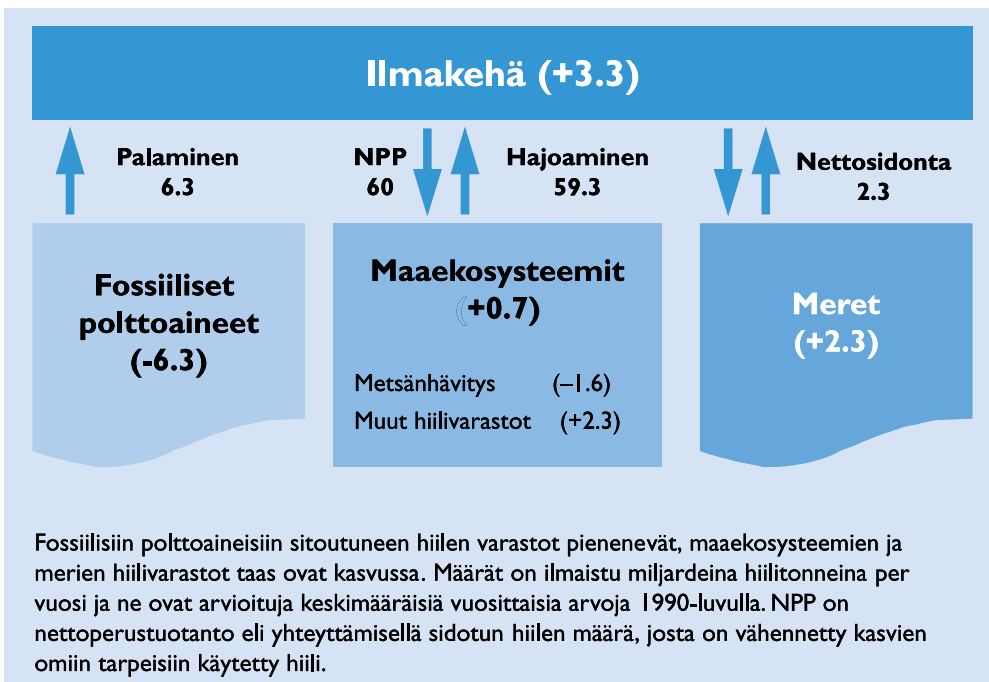 Ilmakehä (+3.3)
Palaminen
6.3
NPP
60
Hajoaminen
59.3
Nettosidonta
2.3
Fossiiliset
polttoaineet
(-6.3)
Maaekosysteemit
(+0.7)
Metsänhävitys (–1.6)
Muut hiilivarastot (+2.3)
Meret
(+2.3)
Fossiilisiin polttoaineisiin sitoutuneen hiilen varastot pienenevät, maaekosysteemien ja
merien hiilivarastot taas ovat kasvussa. Määrät on ilmaistu miljardeina hiilitonneina per
vuosi ja ne ovat arvioituja keskimääräisiä vuosittaisia arvoja 1990-luvulla. NPP on
nettoperustuotanto eli yhteyttämisellä sidotun hiilen määrä, josta on vähennetty kasvien
omiin tarpeisiin käytetty hiili.